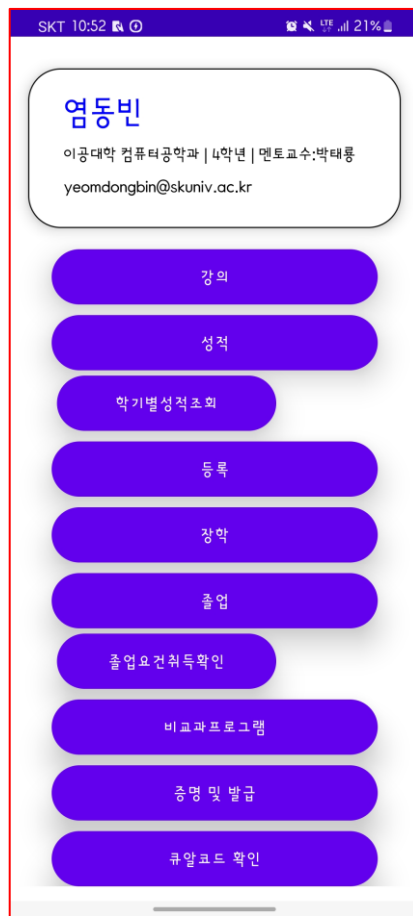 SKT 10:52 LTE 21%
염동빈
이공대학 컴퓨터공학과 | 4학년 | 멘토교수:박태룡
yeomdongbin@skuniv.ac.kr
강의
성적
학기별성적조회
등록
장학
졸업
졸업요건취득확인
비교과프로그램
증명 및 발급
큐알코드 확인